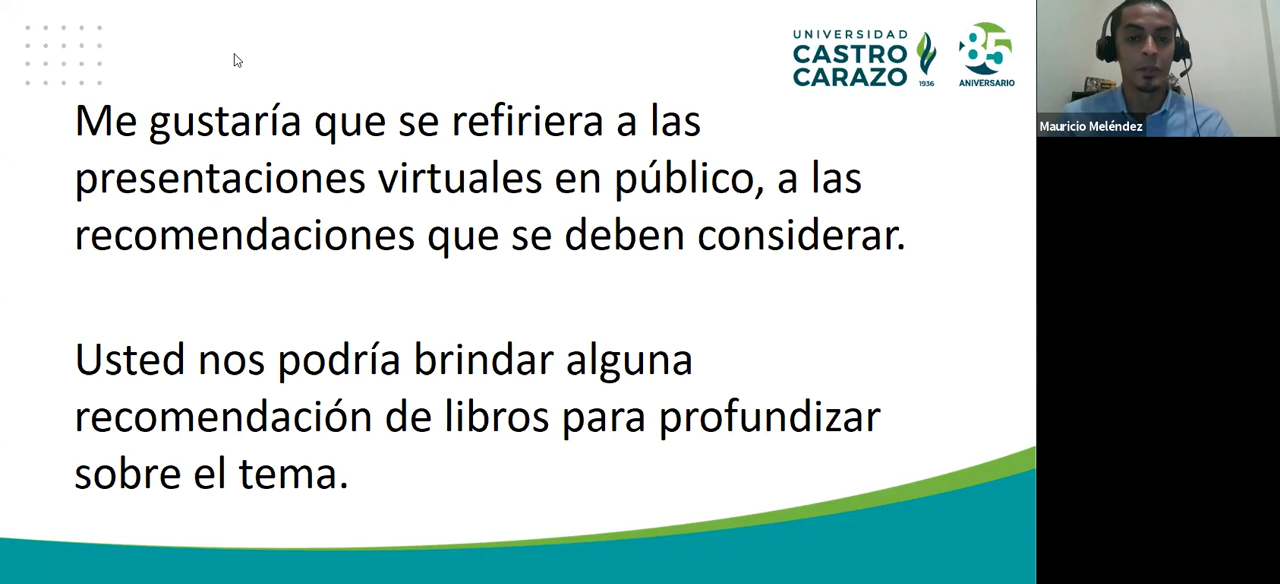 UNIVERSIDAD
CASTRO
CARAZO
1936
85
ANIVERSARIO
Mauricio Meléndez
Me gustaría que se refiriera a las
presentaciones virtuales en público, a las
recomendaciones que se deben considerar.
Usted nos podría brindar alguna
recomendación de libros para profundizar
sobre el tema.